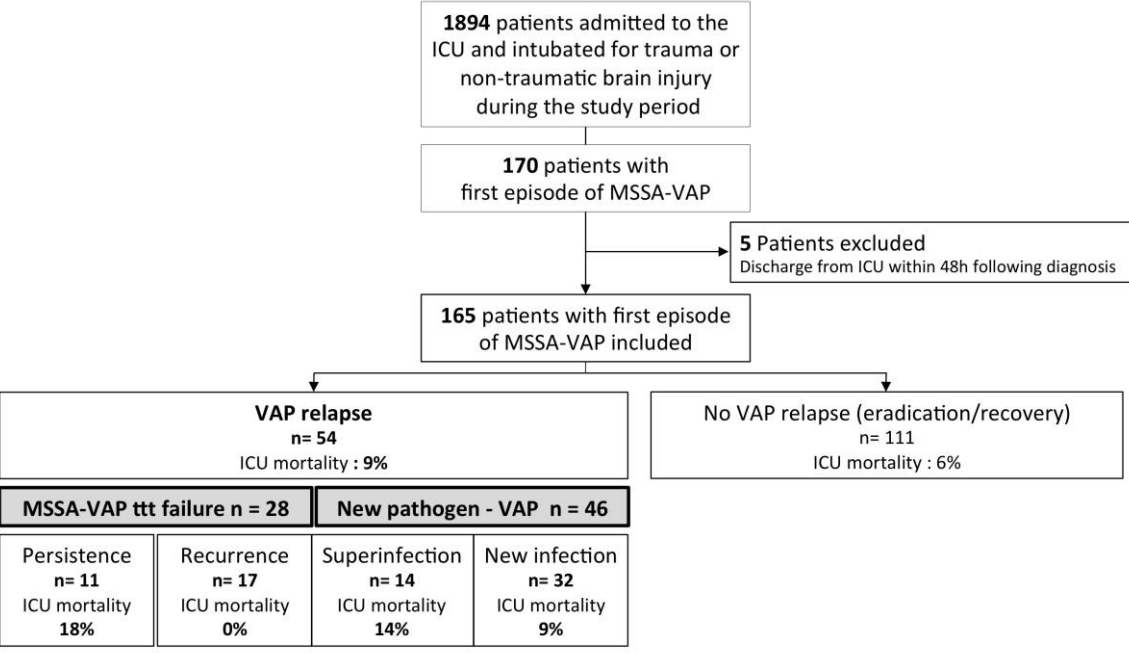 1894 patients admitted to the
ICU and intubated for trauma or
non-traumatic brain injury
during the study period
170 patients with
first episode of MSSA-VAP
5 Patients excluded
Discharge from ICU within 48h following diagnosis
165 patients with first episode
of MSSA-VAP included
VAP relapse
n= 54
ICU mortality : 9%
No VAP relapse (eradication/recovery)
n= 111
ICU mortality : 6%
MSSA-VAP ttt failure n = 28
New pathogen - VAP n = 46
Persistence
n= 11
ICU mortality
18%
Recurrence
n= 17
ICU mortality
0%
Superinfection
n= 14
ICU mortality
14%
New infection
n= 32
ICU mortality
9%